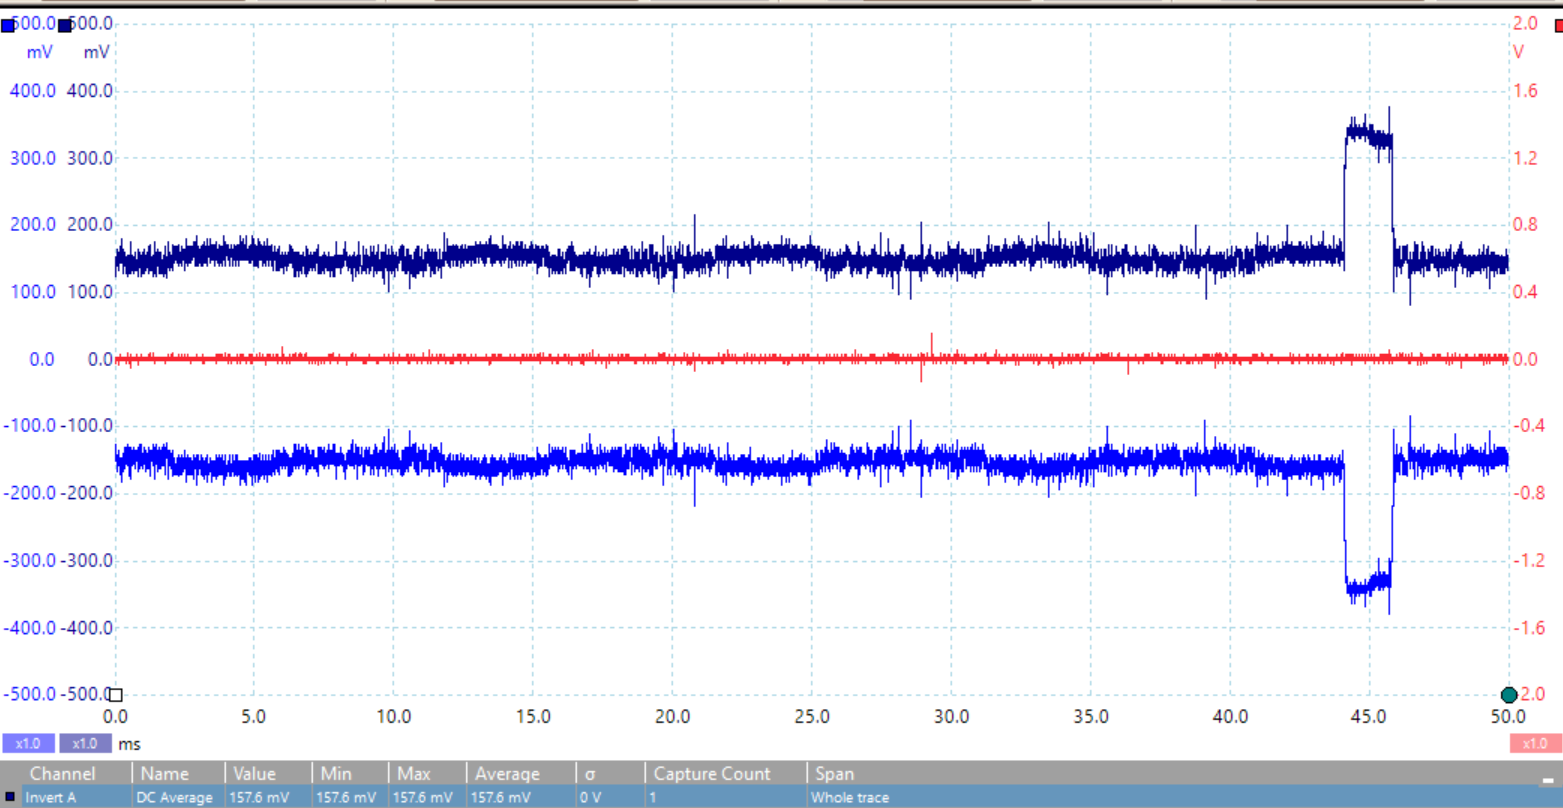 500.0 500.0 2.0
mV mV V
400.0 400.0 1.6
300.0 300.0 1.2
200.0 200.0 0.8
100.0 100.0 0.4
0.0 0.0 0.0
-100.0 -100.0 -0.4
-200.0 -200.0 -0.8
-300.0 -300.0 -1.2
-400.0 -400.0 -1.6
-500.0 -500.0 -2.0
0.0 5.0 10.0 15.0 20.0 25.0 30.0 35.0 40.0 45.0 50.0
x1.0 x1.0 ms x1.0
Channel Name Value Min Max Average σ Capture Count Span
Invert A DC Average 157.6 mV 157.6 mV 157.6 mV 157.6 mV 0 V 1 Whole trace